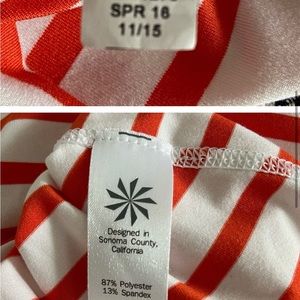 SPR 16
11/15
Designed in
Sonoma County,
California
87% Polyester
13% Spandex